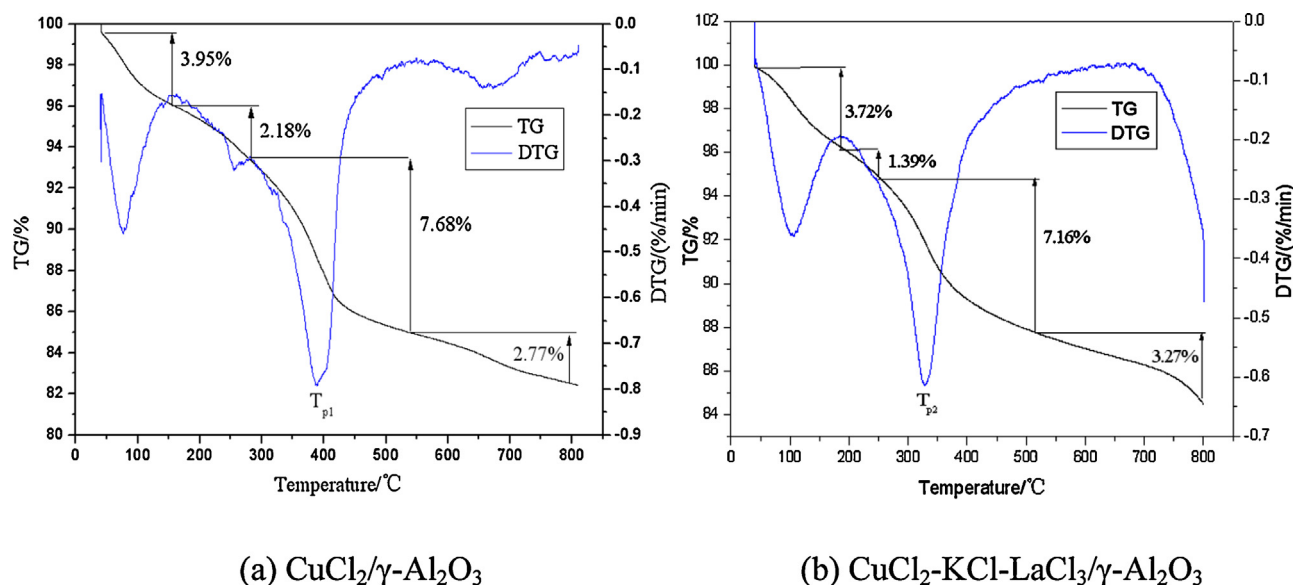 100
98
96
94
92
90
88
86
84
82
80
TG/%
3.95%
2.18%
7.68%
2.77%
TG
DTG
T_{p1}
0.0
-0.1
-0.2
-0.3
-0.4
-0.5
-0.6
-0.7
-0.8
-0.9
DTG/(%/min)
0 100 200 300 400 500 600 700 800
Temperature/℃
(a) CuCl₂/γ-Al₂O₃
102
100
98
96
94
92
90
88
86
84
TG/%
3.72%
1.39%
7.16%
3.27%
TG
DTG
T_{p2}
0.0
-0.1
-0.2
-0.3
-0.4
-0.5
-0.6
-0.7
DTG/(%/min)
0 100 200 300 400 500 600 700 800
Temperature/℃
(b) CuCl₂-KCl-LaCl₃/γ-Al₂O₃